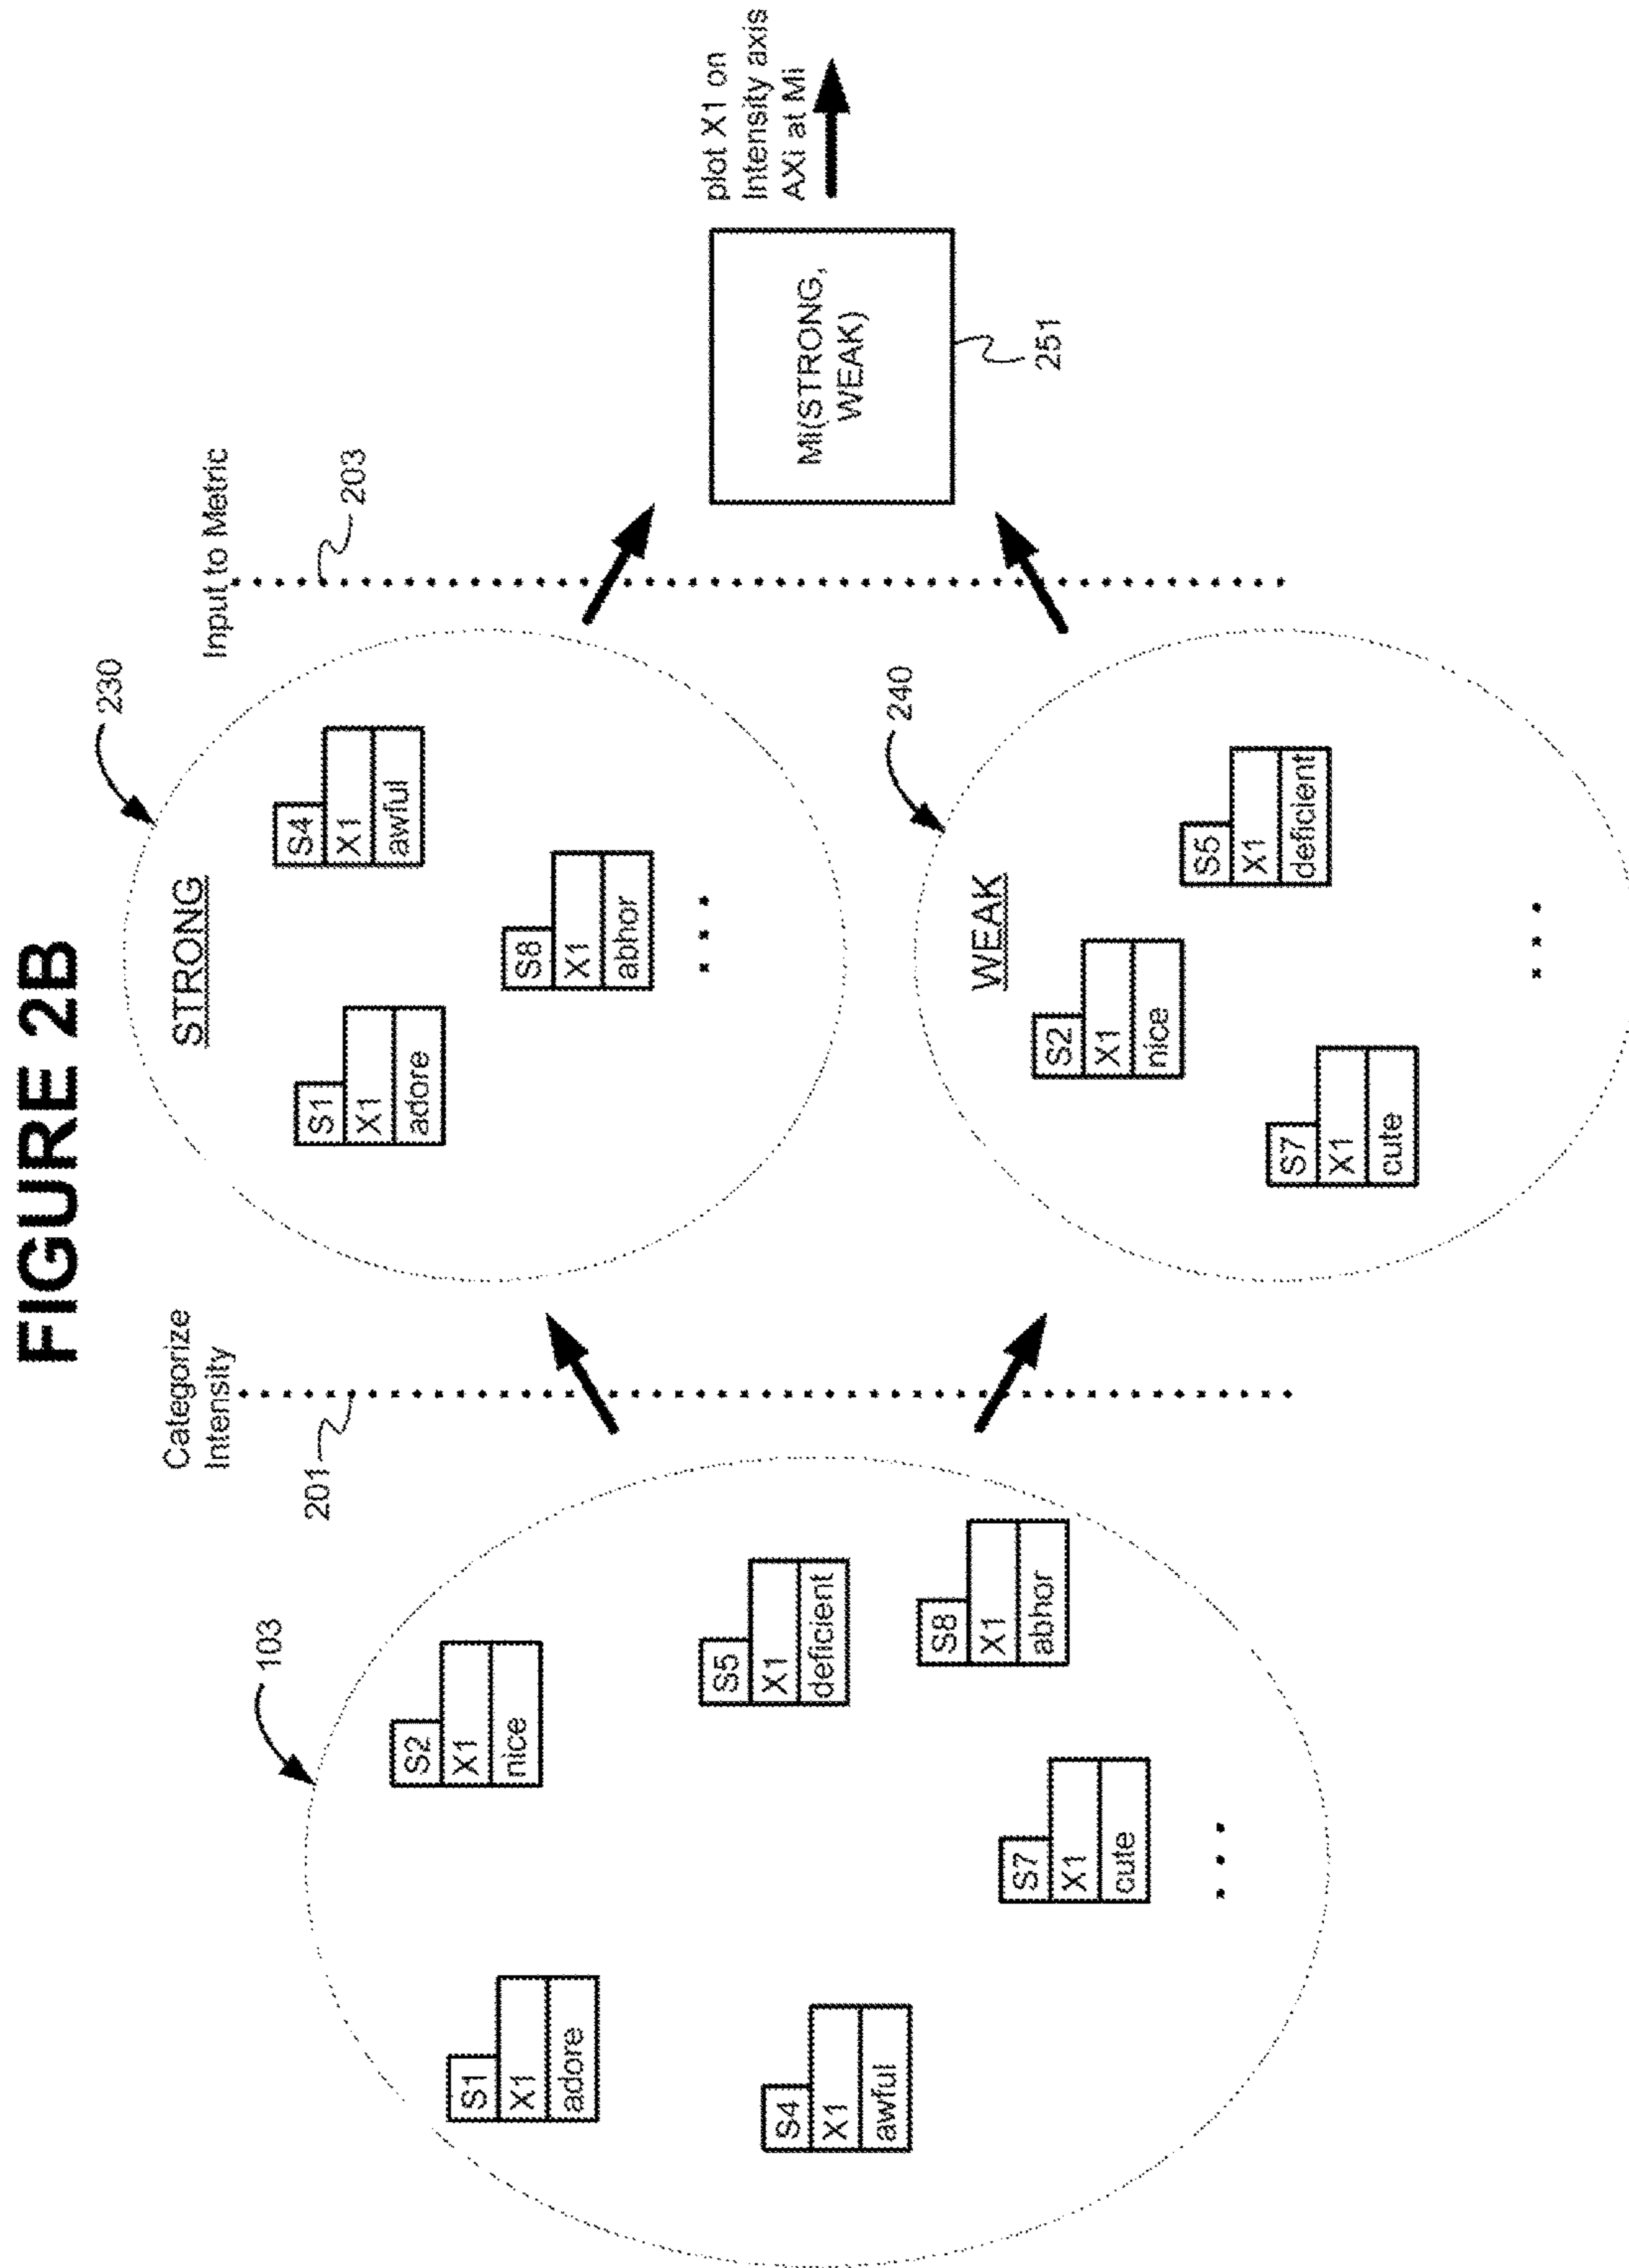 FIGURE 2B
Categorize
Intensity
201
103
S1
X1
adore
S2
X1
nice
S4
X1
awful
S5
X1
deficient
S7
X1
cute
S8
X1
abhor
Input to Metric
203
230
STRONG
S1
X1
adore
S4
X1
awful
S8
X1
abhor
240
WEAK
S2
X1
nice
S5
X1
deficient
S7
X1
cute
Mi(STRONG,
WEAK)
251
plot X1 on
Intensity axis
AXi at Mi